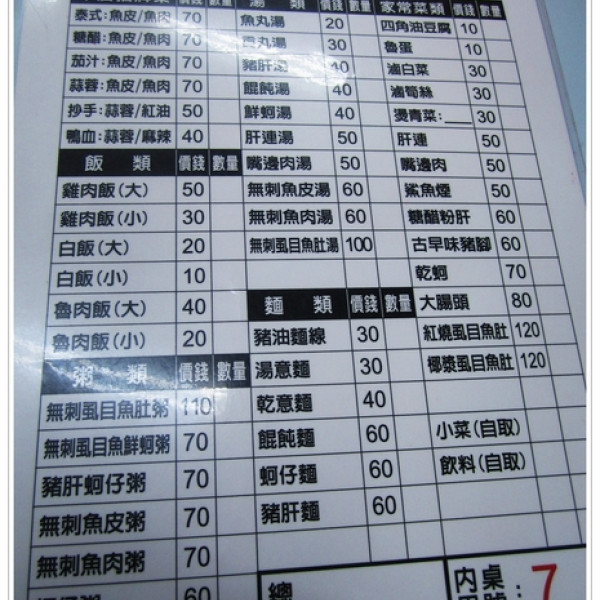 湯 類 價錢 數量
家常菜類 價錢 數量
泰式:魚皮/魚肉 70
糖醋:魚皮/魚肉 70
茄汁:魚皮/魚肉 70
蒜蓉:魚皮/魚肉 70
抄手:蒜蓉/紅油 50
鴨血:蒜蓉/麻辣 40
飯 類 價錢 數量
雞肉飯(大) 50
雞肉飯(小) 30
白飯(大) 20
白飯(小) 10
魯肉飯(大) 40
魯肉飯(小) 20
粥 類 價錢 數量
無刺虱目魚肚粥 110
無刺虱目魚鮮蚵粥 70
豬肝蚵仔粥 70
無刺魚皮粥 70
無刺魚肉粥 70
60
魚丸湯 20
貢丸湯 30
豬肝湯 40
餛飩湯 40
鮮蚵湯 40
肝連湯 50
嘴邊肉湯 50
無刺魚皮湯 60
無刺魚肉湯 60
無刺虱目魚肚湯 100
麵 類 價錢 數量
豬油麵線 30
湯意麵 30
乾意麵 40
餛飩麵 60
蚵仔麵 60
豬肝麵 60
四角油豆腐 10
魯蛋 10
滷白菜 30
滷筍絲 30
燙青菜:___ 30
肝連 50
嘴邊肉 50
鯊魚煙 50
糖醋粉肝 60
古早味豬腳 60
乾蚵 70
大腸頭 80
紅燒虱目魚肚 120
椰漿虱目魚肚 120
小菜(自取)
飲料(自取)
總
內桌
: 7